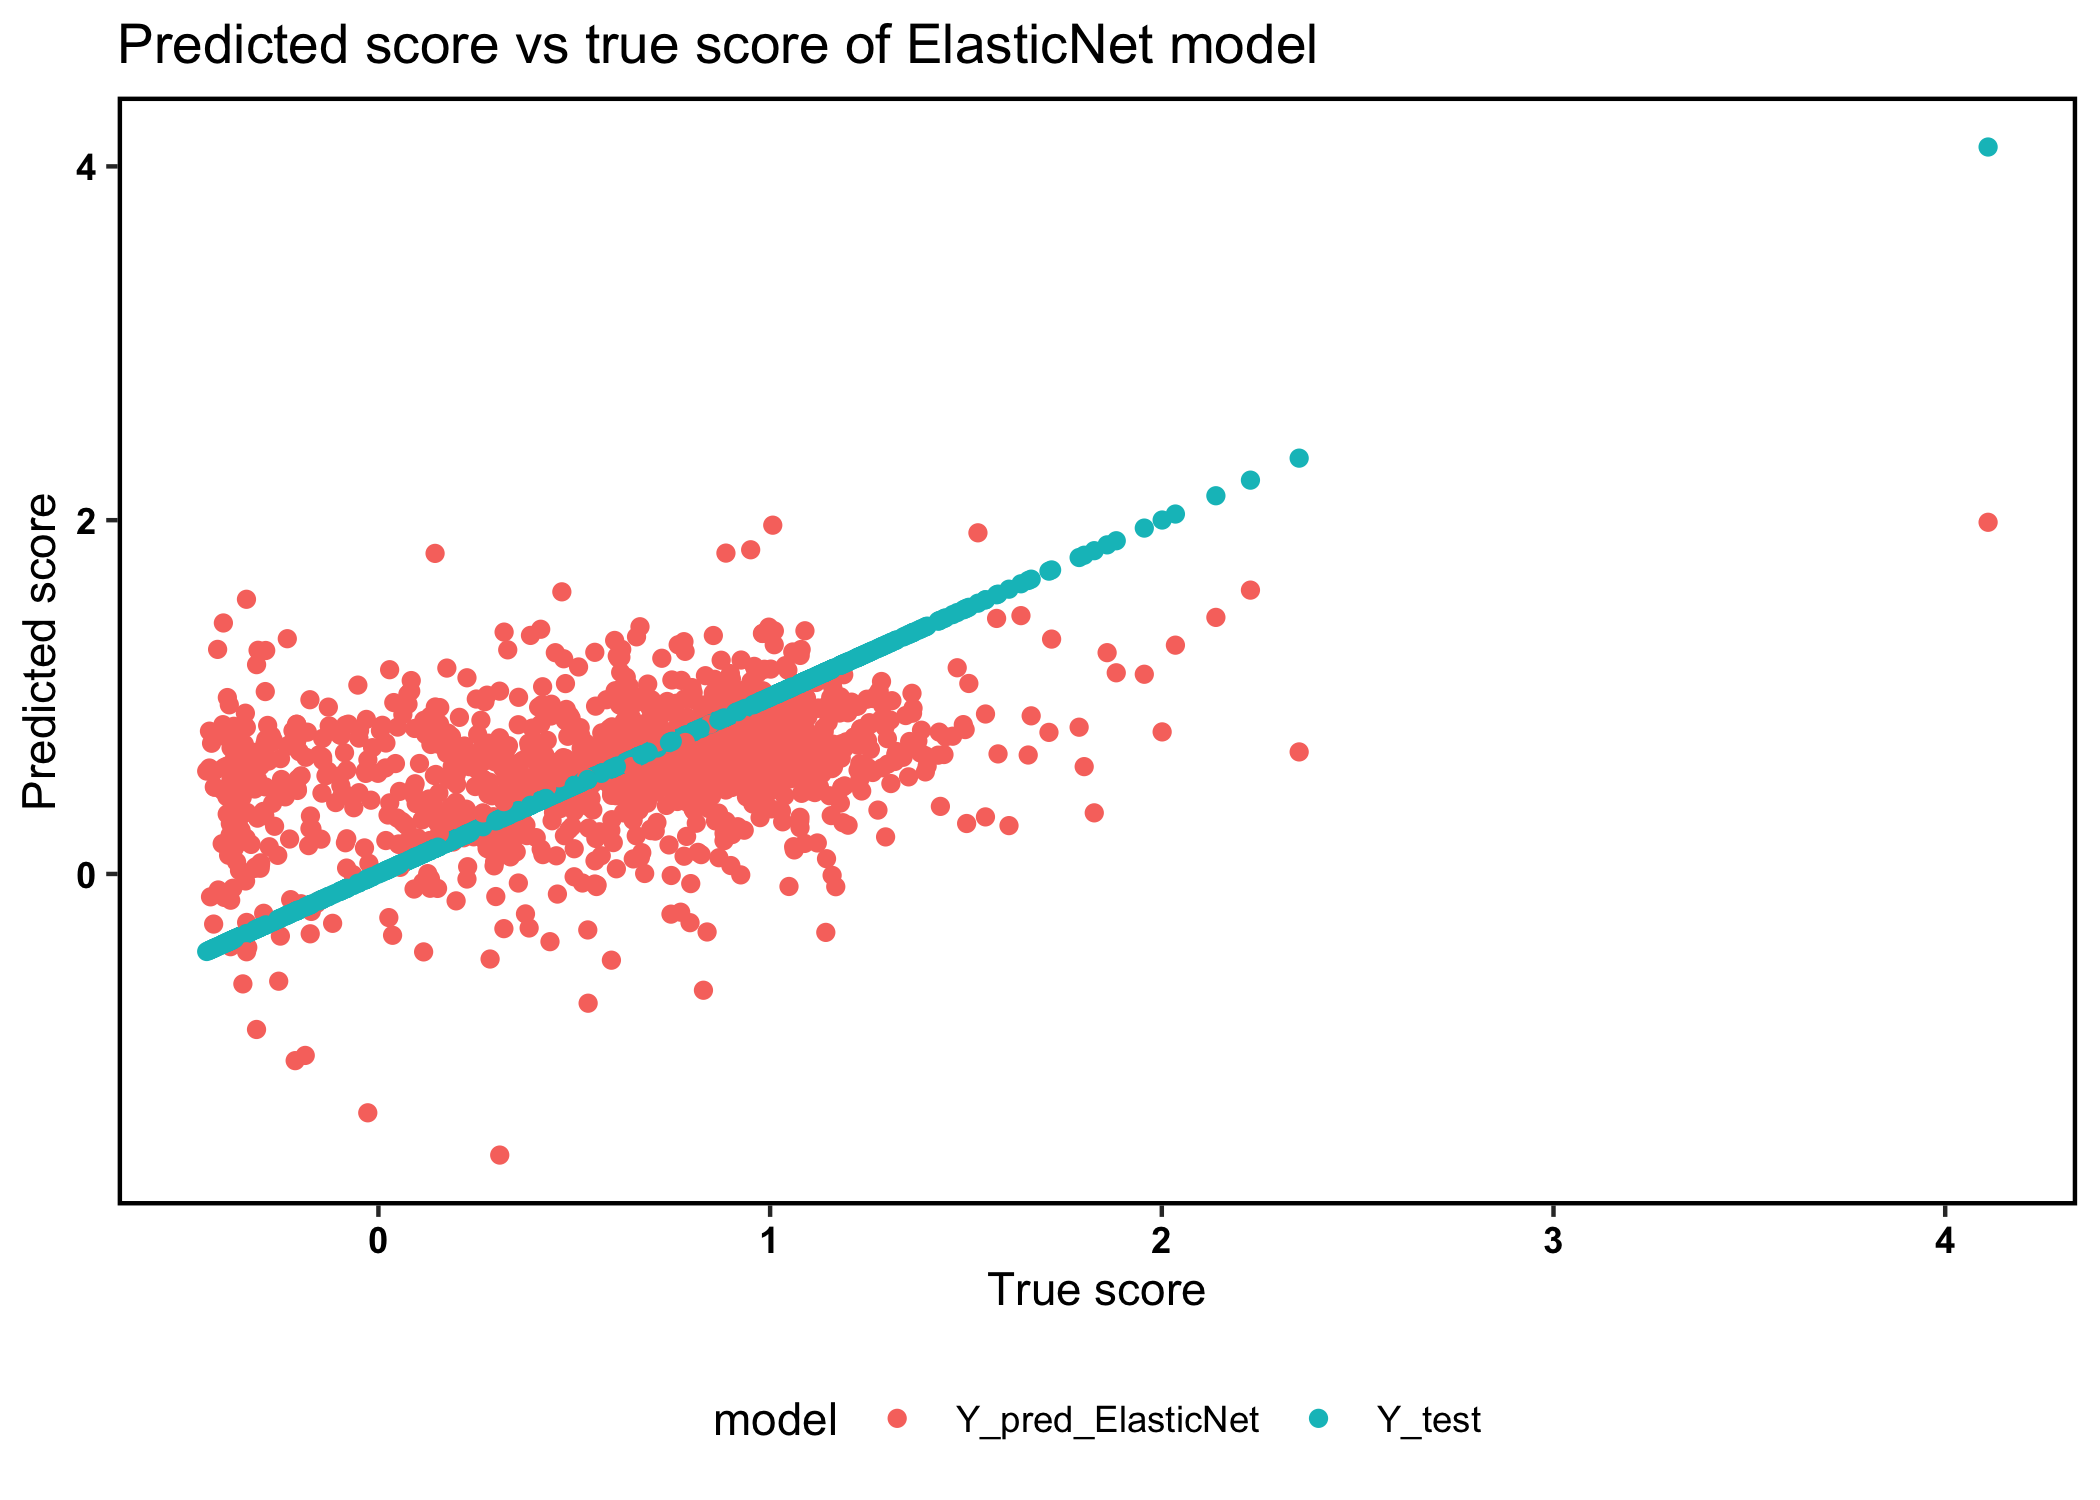 Predicted score vs true score of ElasticNet model
Predicted score
4
2
0
0 1 2 3 4
True score
model Y_pred_ElasticNet Y_test